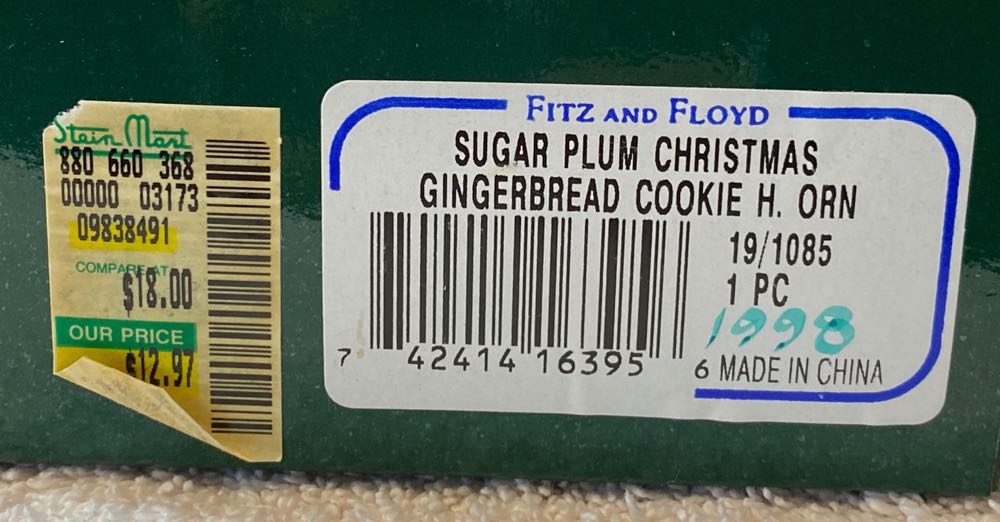 Stein Mart
880 660 368
00000 03173
09838491
COMPARE AT
$18.00
OUR PRICE
$12.97
FITZ AND FLOYD
SUGAR PLUM CHRISTMAS
GINGERBREAD COOKIE H. ORN
19/1085
1 PC
1998
7 42414 16395 6
MADE IN CHINA